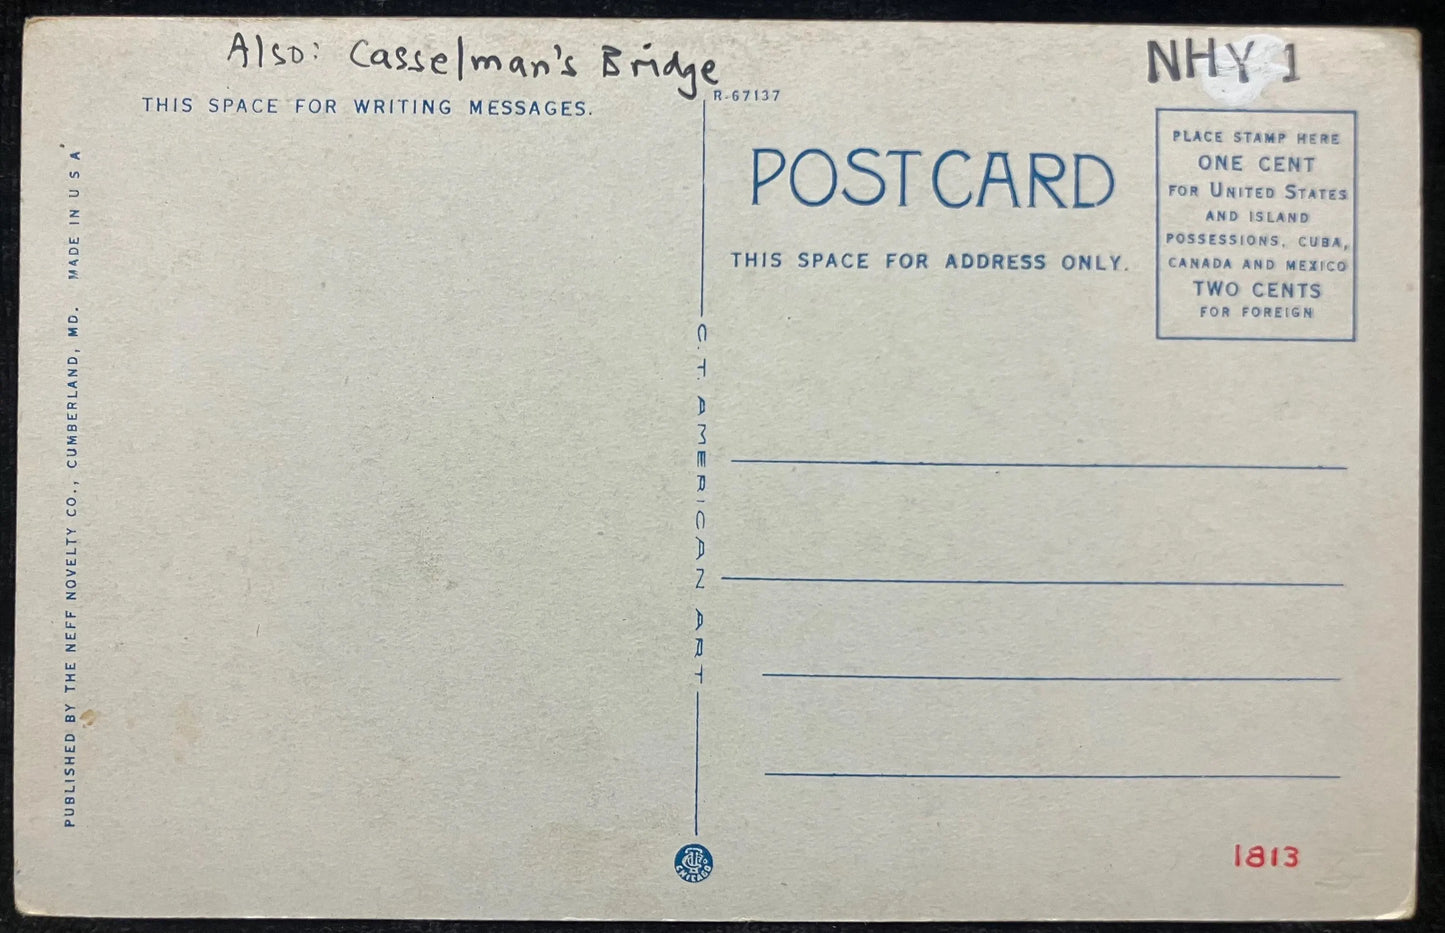 Also: Casselman's Bridge
NHY 1
R-67137
THIS SPACE FOR WRITING MESSAGES.
POSTCARD
THIS SPACE FOR ADDRESS ONLY.
PLACE STAMP HERE
ONE CENT
FOR UNITED STATES
AND ISLAND
POSSESSIONS, CUBA,
CANADA AND MEXICO
TWO CENTS
FOR FOREIGN
PUBLISHED BY THE NEFF NOVELTY CO., CUMBERLAND, MD. MADE IN U S A
C. T. AMERICAN ART
CHICAGO
1813